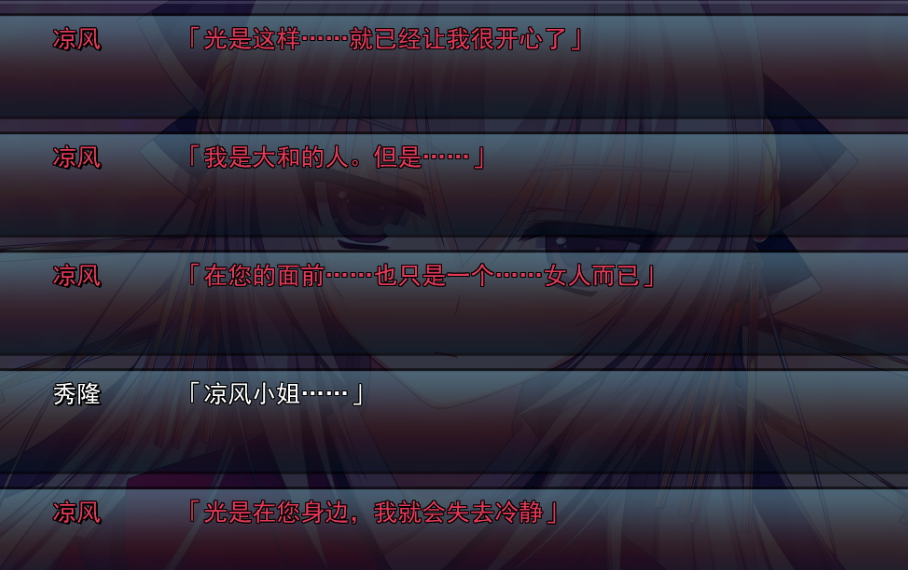 凉风 「光是这样……就已经让我很开心了」
凉风 「我是大和的人。但是……」
凉风 「在您的面前……也只是一个……女人而已」
秀隆 「凉风小姐……」
凉风 「光是在您身边，我就会失去冷静」